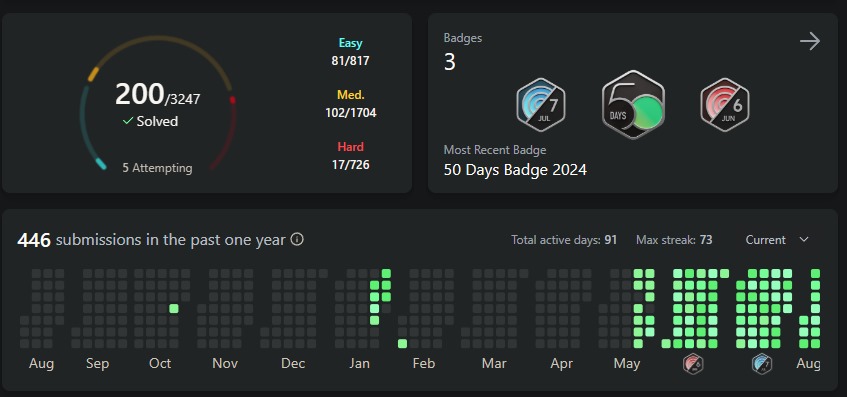 Easy
81/817
200/3247
Solved
Med.
102/1704
Hard
17/726
5 Attempting
Badges
3
7
JUL
50
DAYS
6
JUN
Most Recent Badge
50 Days Badge 2024
446 submissions in the past one year
Total active days: 91
Max streak: 73
Current
Aug
Sep
Oct
Nov
Dec
Jan
Feb
Mar
Apr
May
6
7
Aug